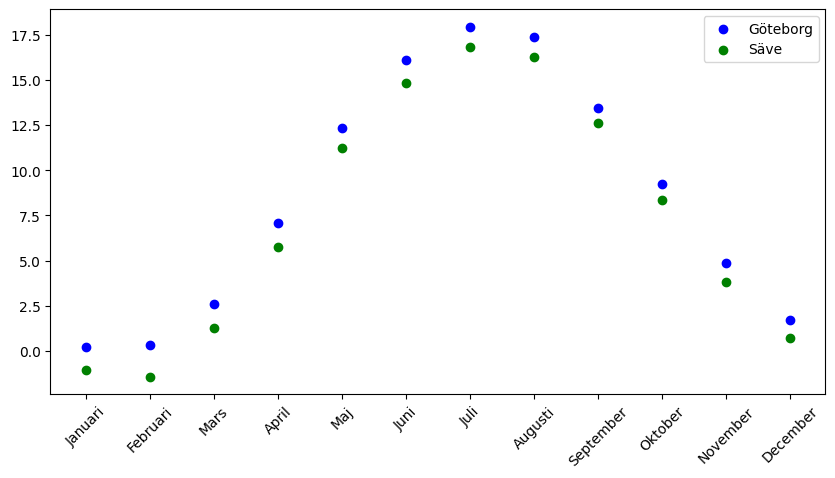 17.5
15.0
12.5
10.0
7.5
5.0
2.5
0.0
Göteborg
Säve
Januari
Februari
Mars
April
Maj
Juni
Juli
Augusti
September
Oktober
November
December